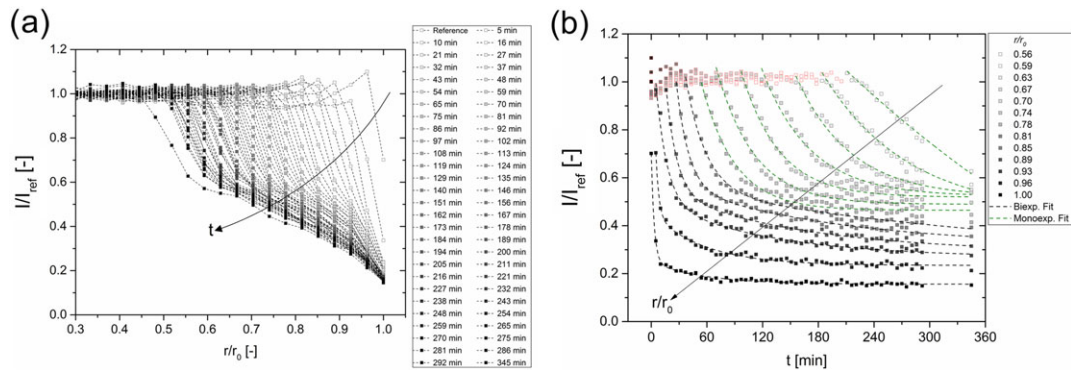 (a)
1.2
1.0
0.8
0.6
0.4
0.2
0.0
I/Iref [-]
t
0.3 0.4 0.5 0.6 0.7 0.8 0.9 1.0
r/r0 [-]
Reference 5 min
10 min 16 min
21 min 27 min
32 min 37 min
43 min 48 min
54 min 59 min
65 min 70 min
75 min 81 min
86 min 92 min
97 min 102 min
108 min 113 min
119 min 124 min
129 min 135 min
140 min 146 min
151 min 156 min
162 min 167 min
173 min 178 min
184 min 189 min
194 min 200 min
205 min 211 min
216 min 221 min
227 min 232 min
238 min 243 min
248 min 254 min
259 min 265 min
270 min 275 min
281 min 286 min
292 min 345 min
(b)
1.2
1.0
0.8
0.6
0.4
0.2
0.0
I/Iref [-]
r/r0
0 60 120 180 240 300 360
t [min]
r/r0
0.56
0.59
0.63
0.67
0.70
0.74
0.78
0.81
0.85
0.89
0.93
0.96
1.00
Biexp. Fit
Monoexp. Fit